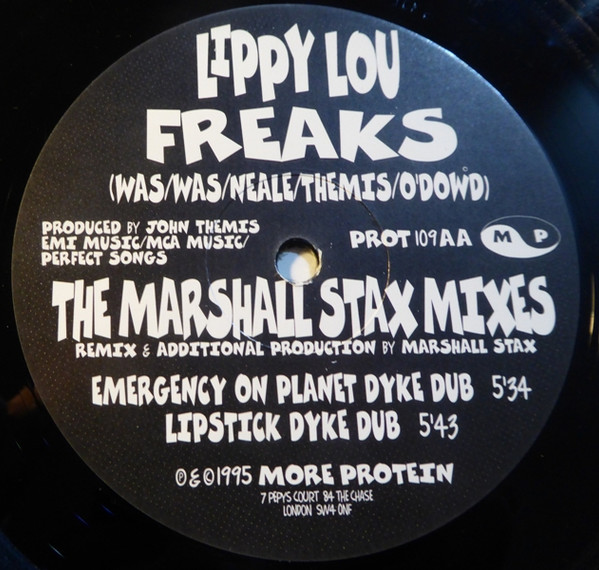 LIPPY LOU
FREAKS
(WAS/WAS/NEALE/THEMIS/O'DOWD)
PRODUCED BY JOHN THEMIS
EMI MUSIC/MCA MUSIC/
PERFECT SONGS
PROT 109 AA M P
THE MARSHALL STAX MIXES
REMIX & ADDITIONAL PRODUCTION BY MARSHALL STAX
EMERGENCY ON PLANET DYKE DUB 5'34
LIPSTICK DYKE DUB 5'43
℗ & © 1995 MORE PROTEIN
7 PEPYS COURT 84 THE CHASE
LONDON SW4 0NF